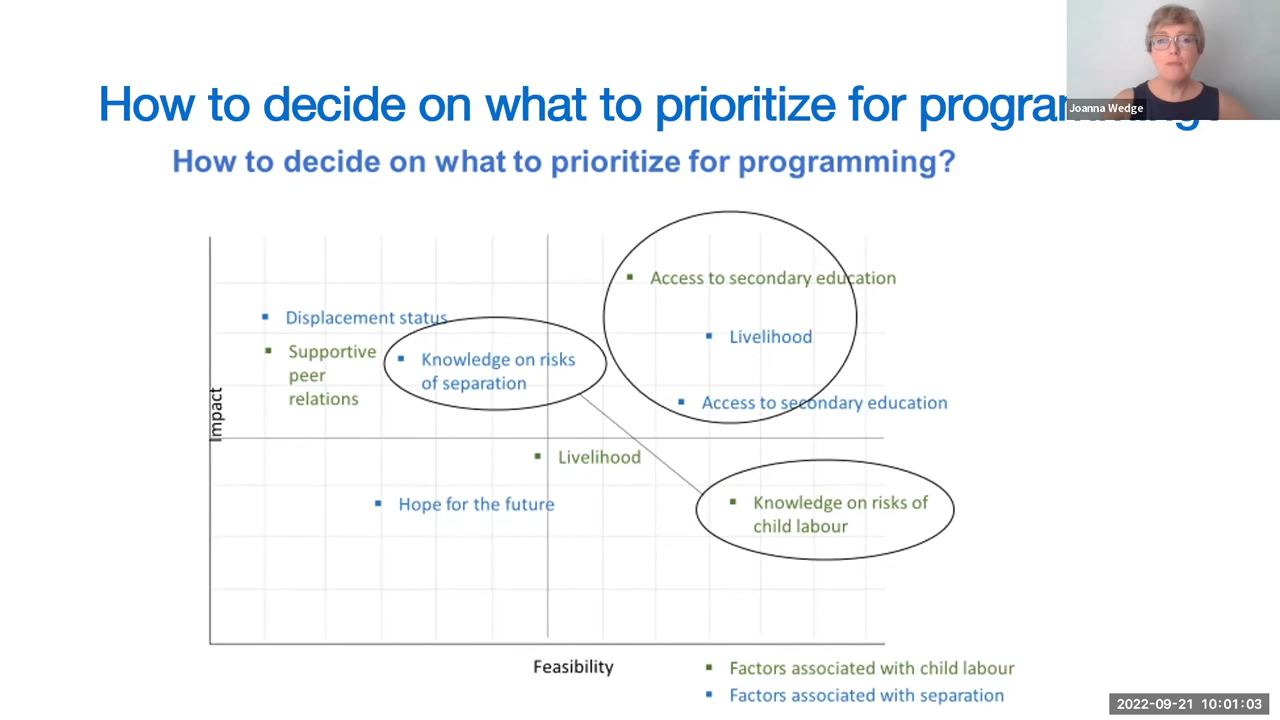 Joanna Wedge
How to decide on what to prioritize for
How to decide on what to prioritize for programming?
Access to secondary education
Displacement status
Livelihood
Supportive
peer
relations
Knowledge on risks
of separation
Access to secondary education
Impact
Livelihood
Hope for the future
Knowledge on risks of
child labour
Feasibility
Factors associated with child labour
Factors associated with separation
2022-09-21 10:01:03